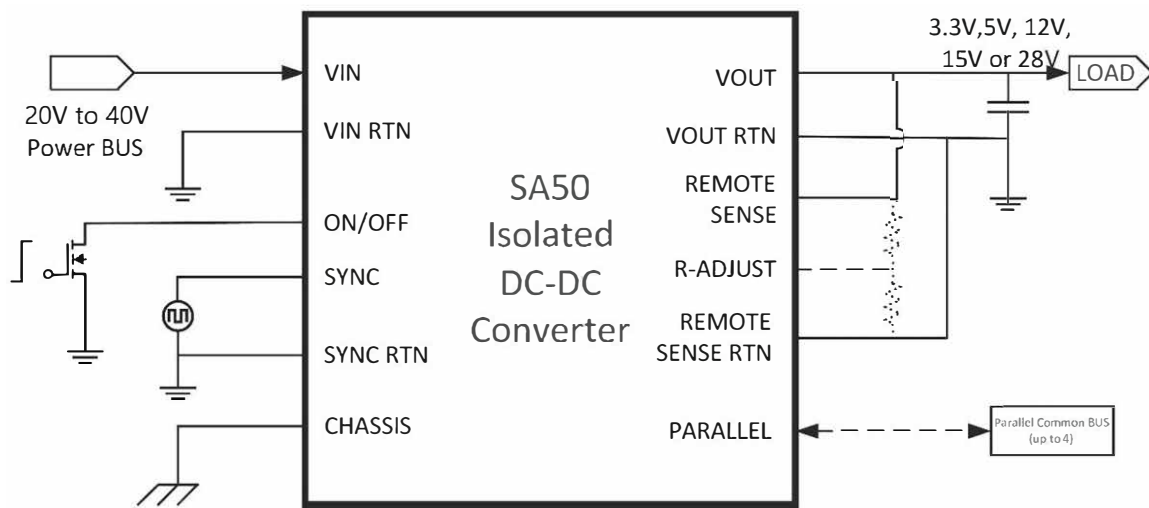 20V to 40V
Power BUS
VIN
VIN RTN
ON/OFF
SYNC
SYNC RTN
CHASSIS
SA50
Isolated
DC-DC
Converter
VOUT
VOUT RTN
REMOTE
SENSE
R-ADJUST
REMOTE
SENSE RTN
PARALLEL
3.3V,5V, 12V,
15V or 28V
LOAD
Parallel Common BUS
(up to 4)